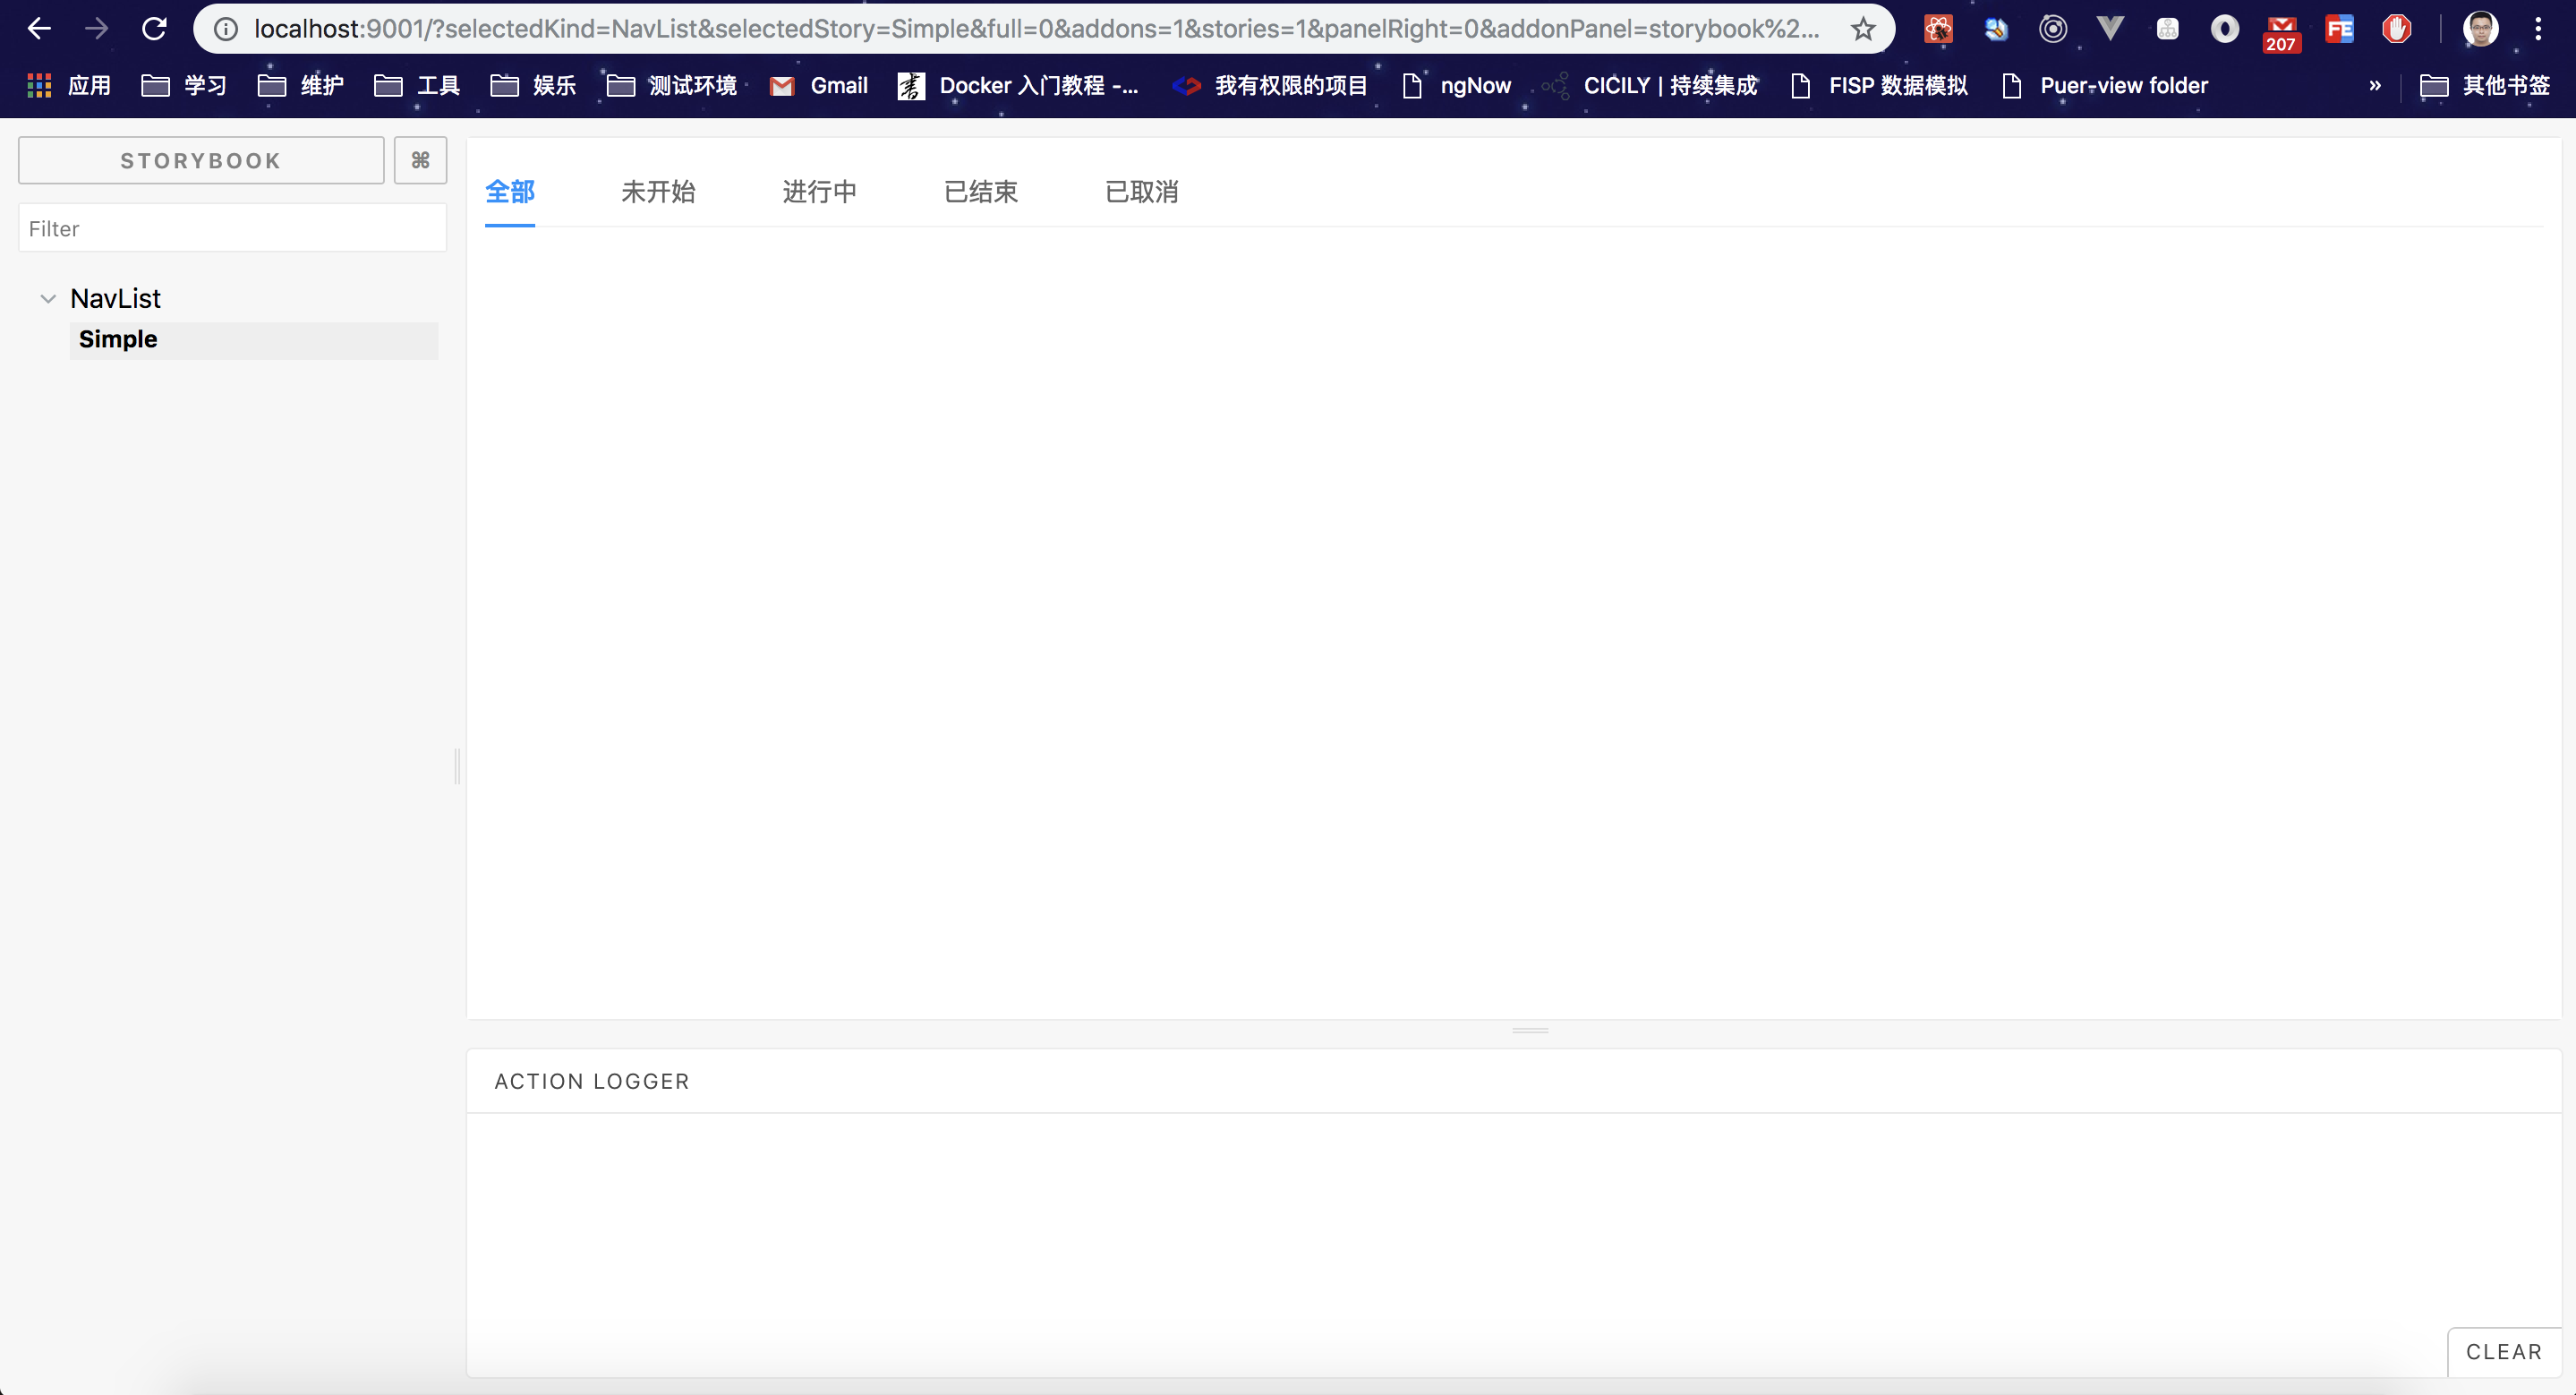 localhost:9001/?selectedKind=NavList&selectedStory=Simple&full=0&addons=1&stories=1&panelRight=0&addonPanel=storybook%2...
207
FE
应用 学习 维护 工具 娱乐 测试环境 Gmail Docker 入门教程 -... 我有权限的项目 ngNow CICILY | 持续集成 FISP 数据模拟 Puer-view folder » 其他书签
STORYBOOK ⌘
Filter
NavList
Simple
全部 未开始 进行中 已结束 已取消
ACTION LOGGER
CLEAR